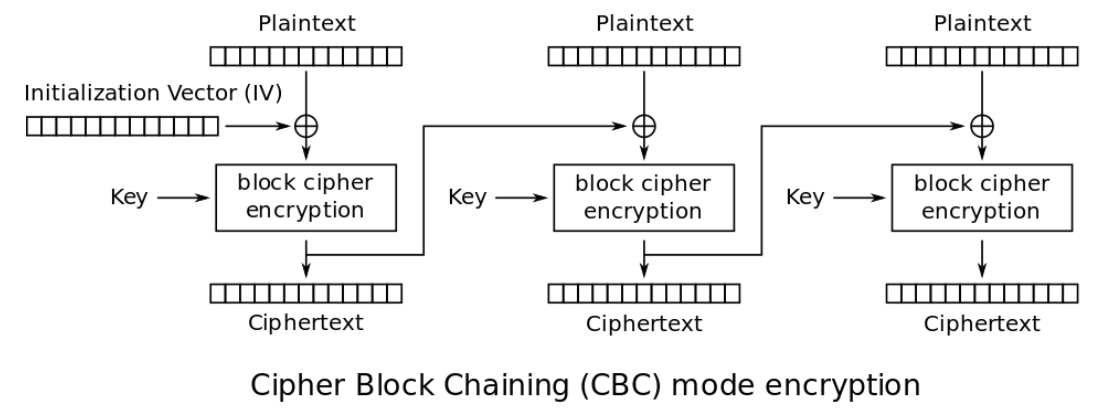 Plaintext
Plaintext
Plaintext
Initialization Vector (IV)
Key
block cipher
encryption
Key
block cipher
encryption
Key
block cipher
encryption
Ciphertext
Ciphertext
Ciphertext
Cipher Block Chaining (CBC) mode encryption